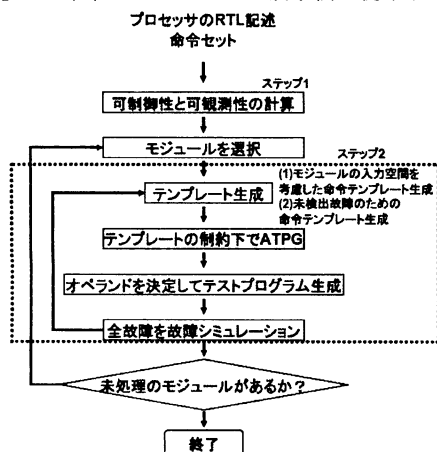 プロセッサのRTL記述
命令セット
ステップ1
可制御性と可観測性の計算
モジュールを選択
ステップ2
テンプレート生成
(1)モジュールの入力空間を
考慮した命令テンプレート生成
(2)未検出故障のための
命令テンプレート生成
テンプレートの制約下でATPG
オペランドを決定してテストプログラム生成
全故障を故障シミュレーション
未処理のモジュールがあるか？
終了